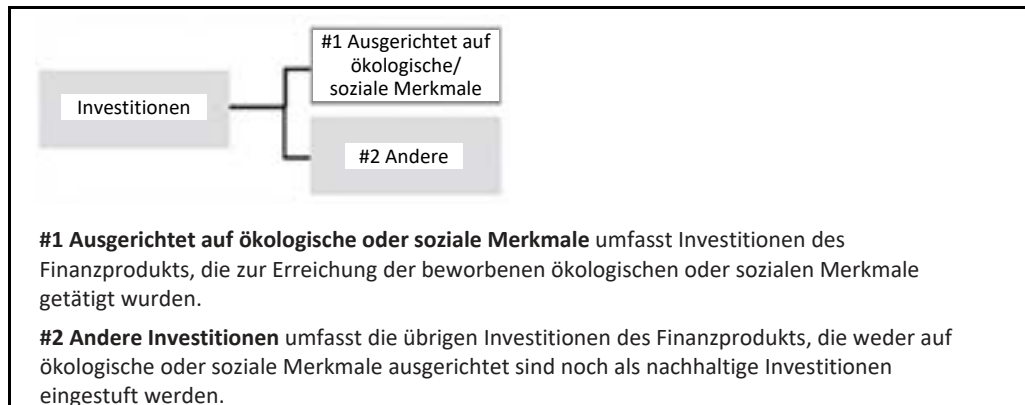 #1 Ausgerichtet auf
ökologische/
soziale Merkmale
Investitionen
#2 Andere
#1 Ausgerichtet auf ökologische oder soziale Merkmale umfasst Investitionen des
Finanzprodukts, die zur Erreichung der beworbenen ökologischen oder sozialen Merkmale
getätigt wurden.
#2 Andere Investitionen umfasst die übrigen Investitionen des Finanzprodukts, die weder auf
ökologische oder soziale Merkmale ausgerichtet sind noch als nachhaltige Investitionen
eingestuft werden.